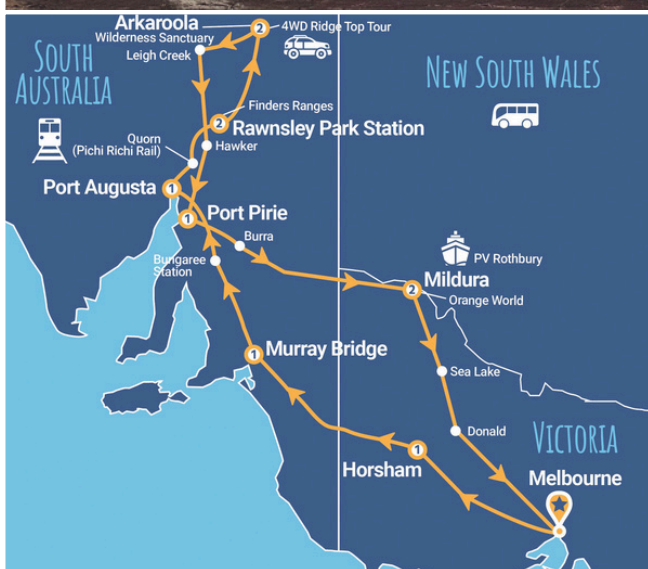 Arkaroola
2
4WD Ridge Top Tour
Wilderness Sanctuary
Leigh Creek
SOUTH
AUSTRALIA
NEW SOUTH WALES
Finders Ranges
2
Rawnsley Park Station
Quorn
(Pichi Richi Rail)
Hawker
Port Augusta
1
1
Port Pirie
Burra
Bungaree
Station
PV Rothbury
Mildura
2
Orange World
1
Murray Bridge
Sea Lake
Donald
VICTORIA
1
Horsham
Melbourne